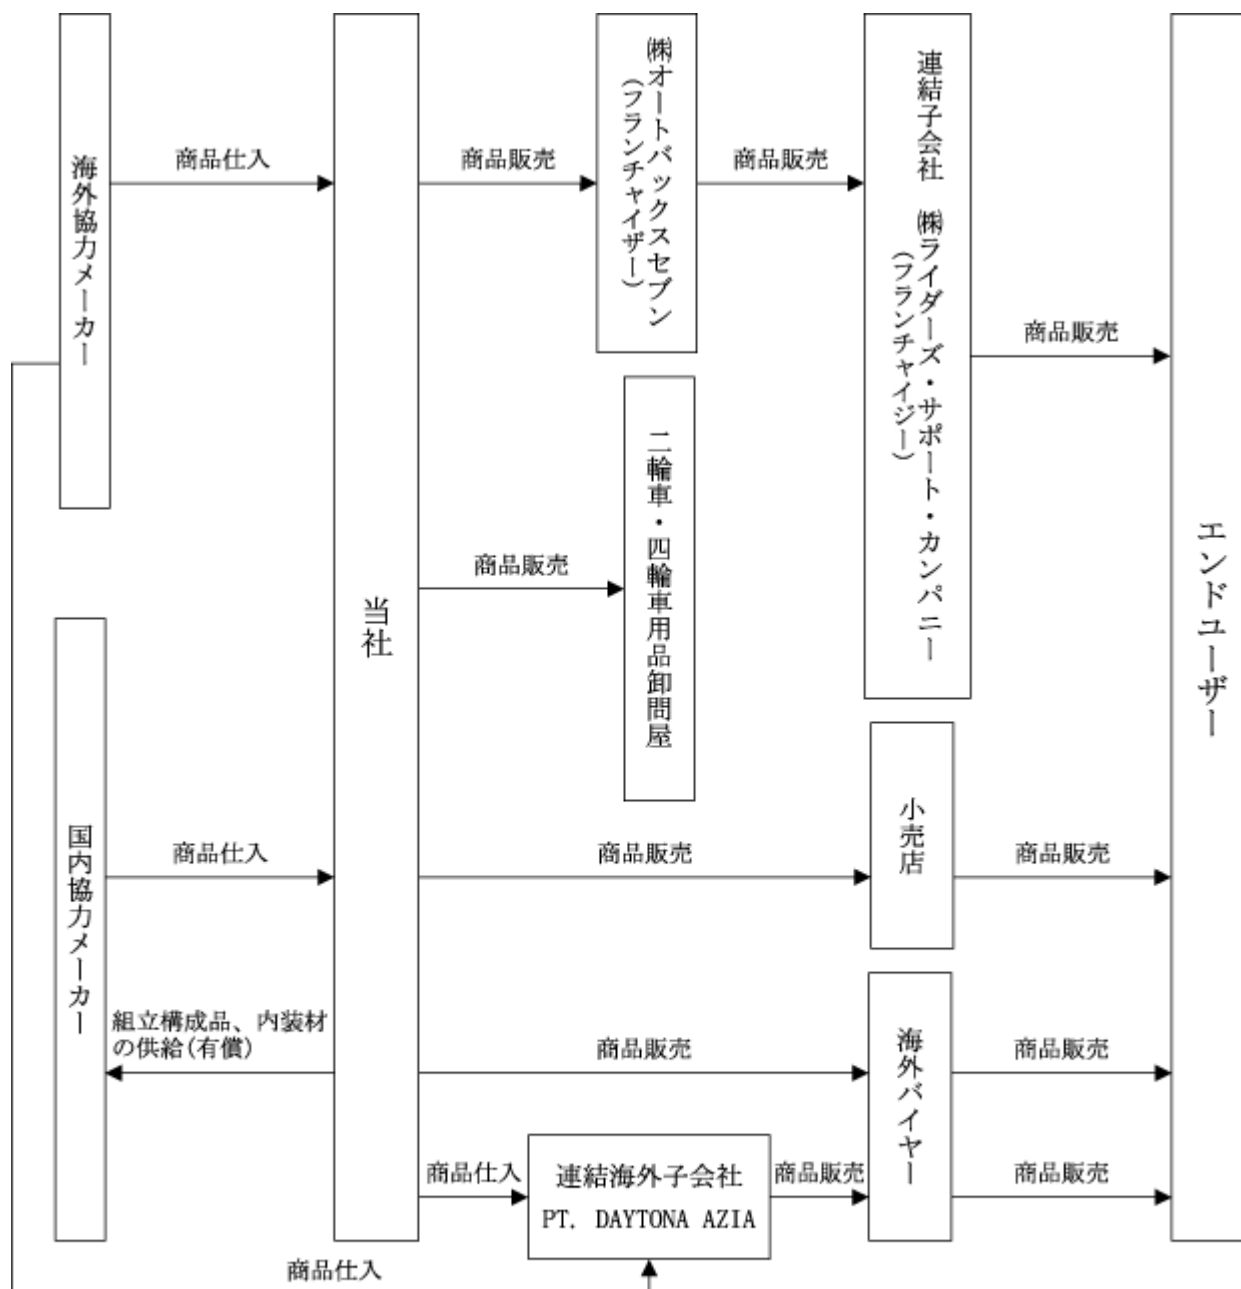 海外協力メーカー
商品仕入
当社
商品販売
㈱オートバックスセブン
(フランチャイザー)
商品販売
連結子会社 ㈱ライダーズ・サポート・カンパニー
(フランチャイジー)
商品販売
エンドユーザー
商品販売
二輪車・四輪車用品卸問屋
国内協力メーカー
商品仕入
商品販売
小売店
商品販売
組立構成品、内装材
の供給(有償)
商品販売
海外バイヤー
商品販売
商品仕入
連結海外子会社
PT. DAYTONA AZIA
商品販売
商品販売
商品仕入